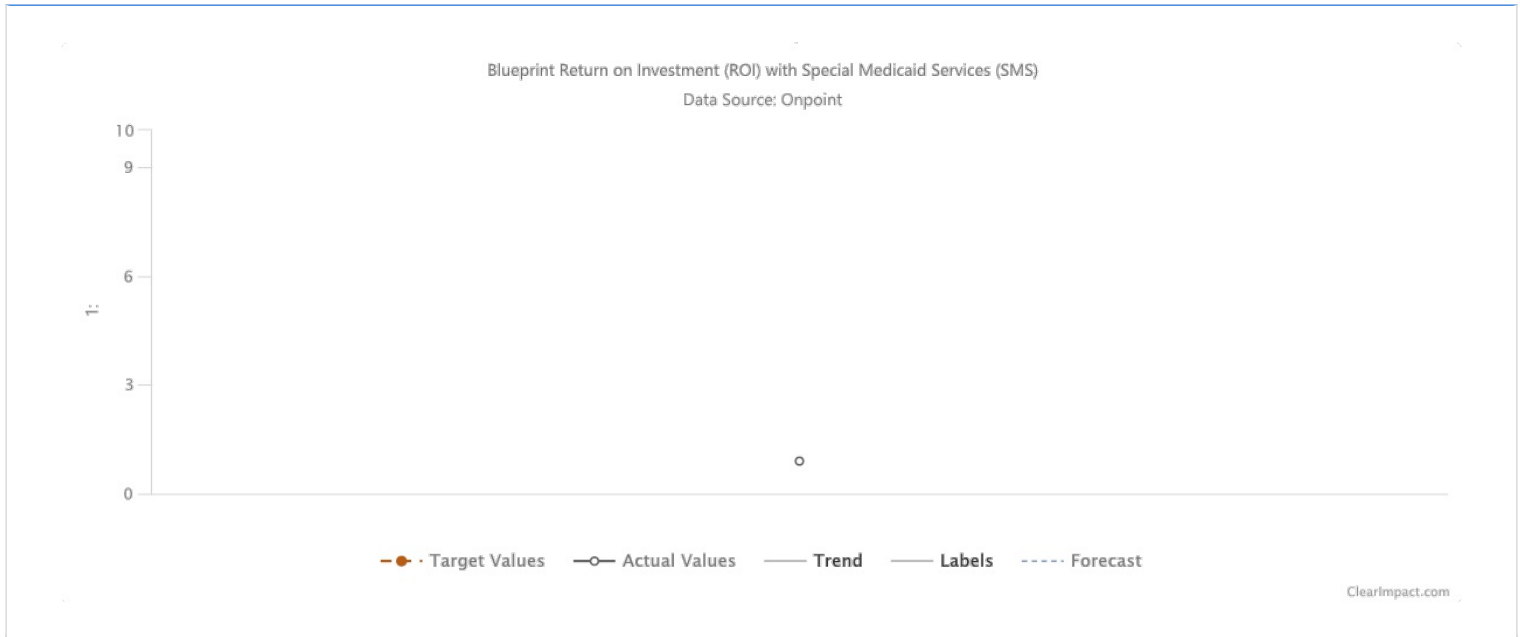 Blueprint Return on Investment (ROI) with Special Medicaid Services (SMS)
Data Source: Onpoint
10
9
6
1:
3
0
Target Values Actual Values Trend Labels Forecast
ClearImpact.com